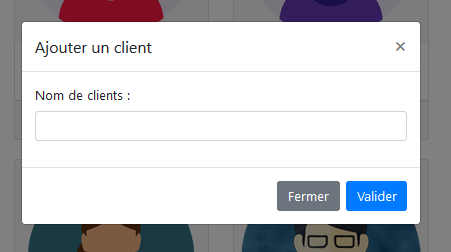 Ajouter un client ×
Nom de clients :
Fermer Valider